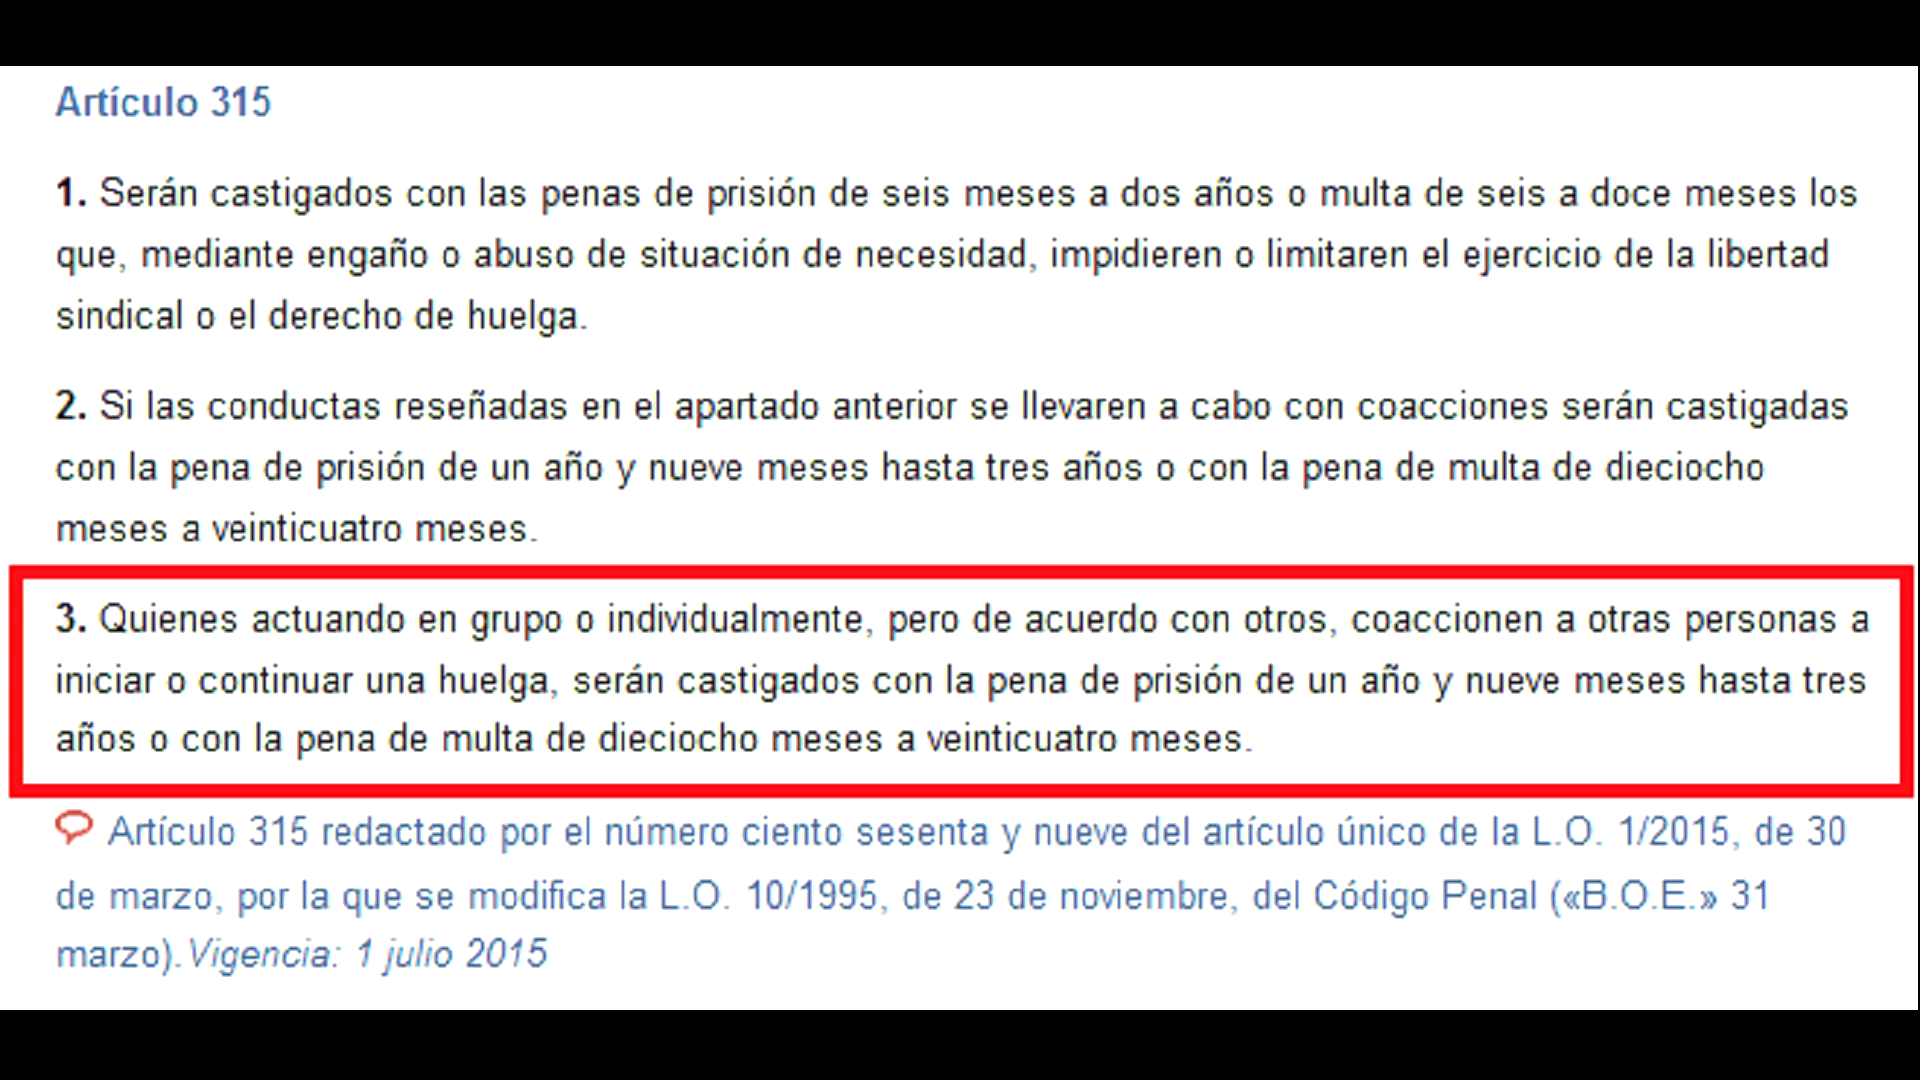 Artículo 315
1. Serán castigados con las penas de prisión de seis meses a dos años o multa de seis a doce meses los
que, mediante engaño o abuso de situación de necesidad, impidieren o limitaren el ejercicio de la libertad
sindical o el derecho de huelga.
2. Si las conductas reseñadas en el apartado anterior se llevaren a cabo con coacciones serán castigadas
con la pena de prisión de un año y nueve meses hasta tres años o con la pena de multa de dieciocho
meses a veinticuatro meses.
3. Quienes actuando en grupo o individualmente, pero de acuerdo con otros, coaccionen a otras personas a
iniciar o continuar una huelga, serán castigados con la pena de prisión de un año y nueve meses hasta tres
años o con la pena de multa de dieciocho meses a veinticuatro meses.
Artículo 315 redactado por el número ciento sesenta y nueve del artículo único de la L.O. 1/2015, de 30
de marzo, por la que se modifica la L.O. 10/1995, de 23 de noviembre, del Código Penal («B.O.E.» 31
marzo). Vigencia: 1 julio 2015